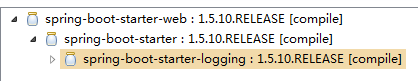 spring-boot-starter-web : 1.5.10.RELEASE [compile]
spring-boot-starter : 1.5.10.RELEASE [compile]
spring-boot-starter-logging : 1.5.10.RELEASE [compile]